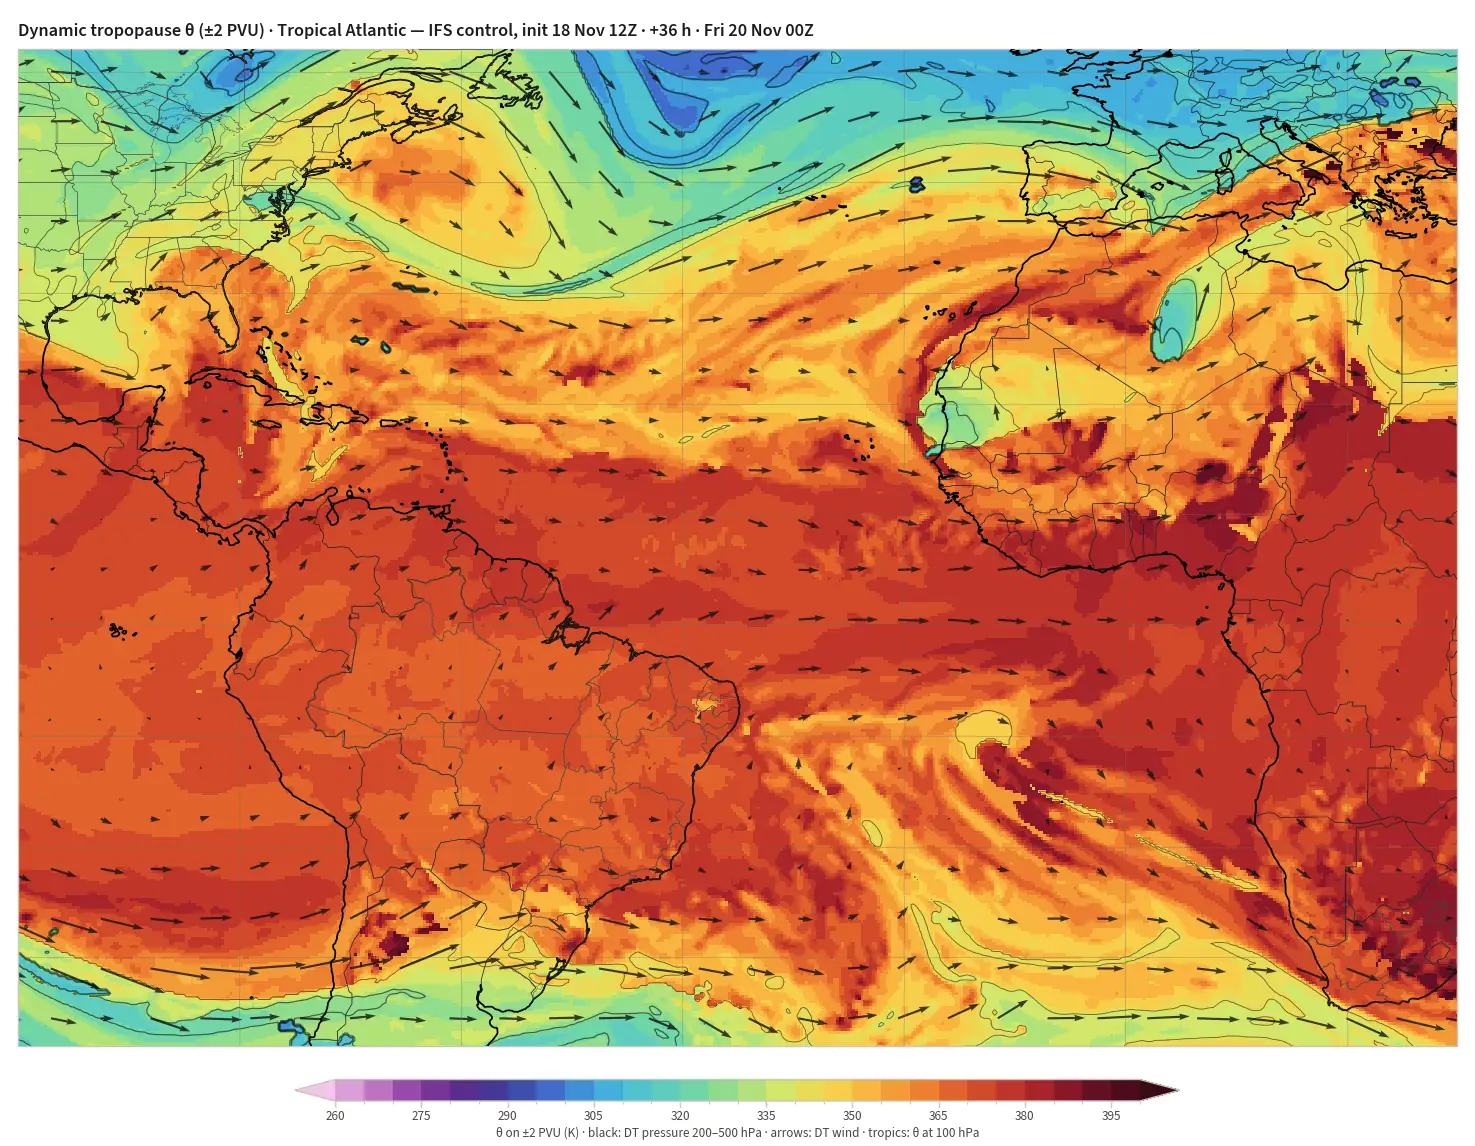 Dynamic tropopause θ (±2 PVU) · Tropical Atlantic — IFS control, init 18 Nov 12Z · +36 h · Fri 20 Nov 00Z
260 275 290 305 320 335 350 365 380 395
θ on ±2 PVU (K) · black: DT pressure 200–500 hPa · arrows: DT wind · tropics: θ at 100 hPa